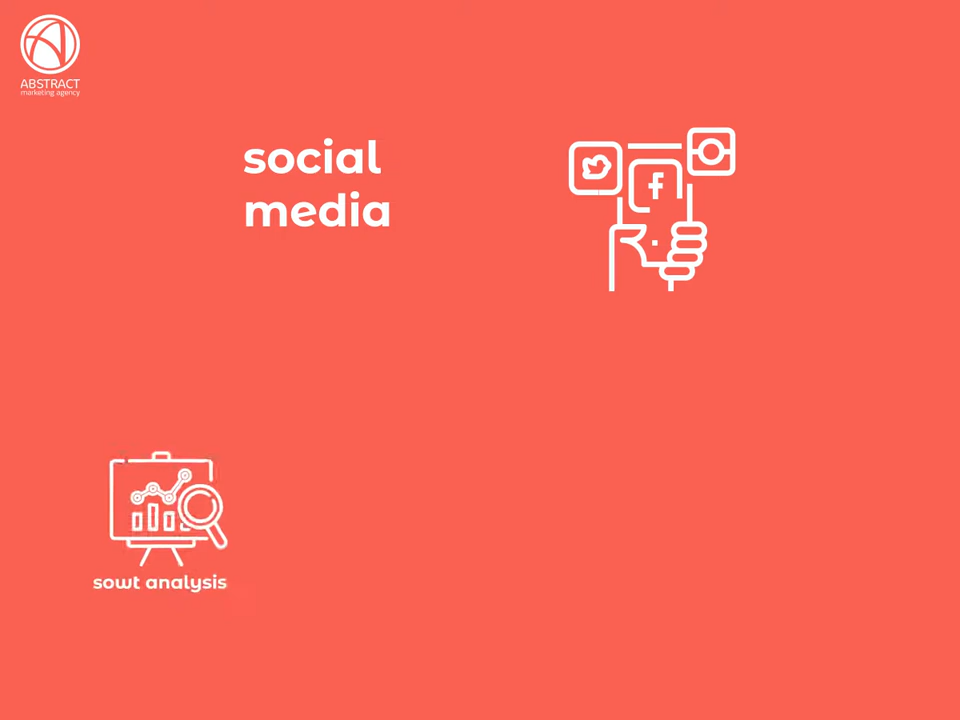 ABSTRACT
marketing agency
social
media
sowt analysis